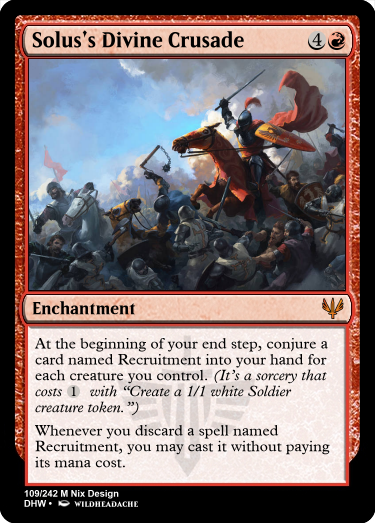 Solus's Divine Crusade 4
Enchantment
At the beginning of your end step, conjure a
card named Recruitment into your hand for
each creature you control. (It's a sorcery that
costs 1 with “Create a 1/1 white Soldier
creature token.”)
Whenever you discard a spell named
Recruitment, you may cast it without paying
its mana cost.
109/242 M Nix Design
DHW • WILDHEADACHE